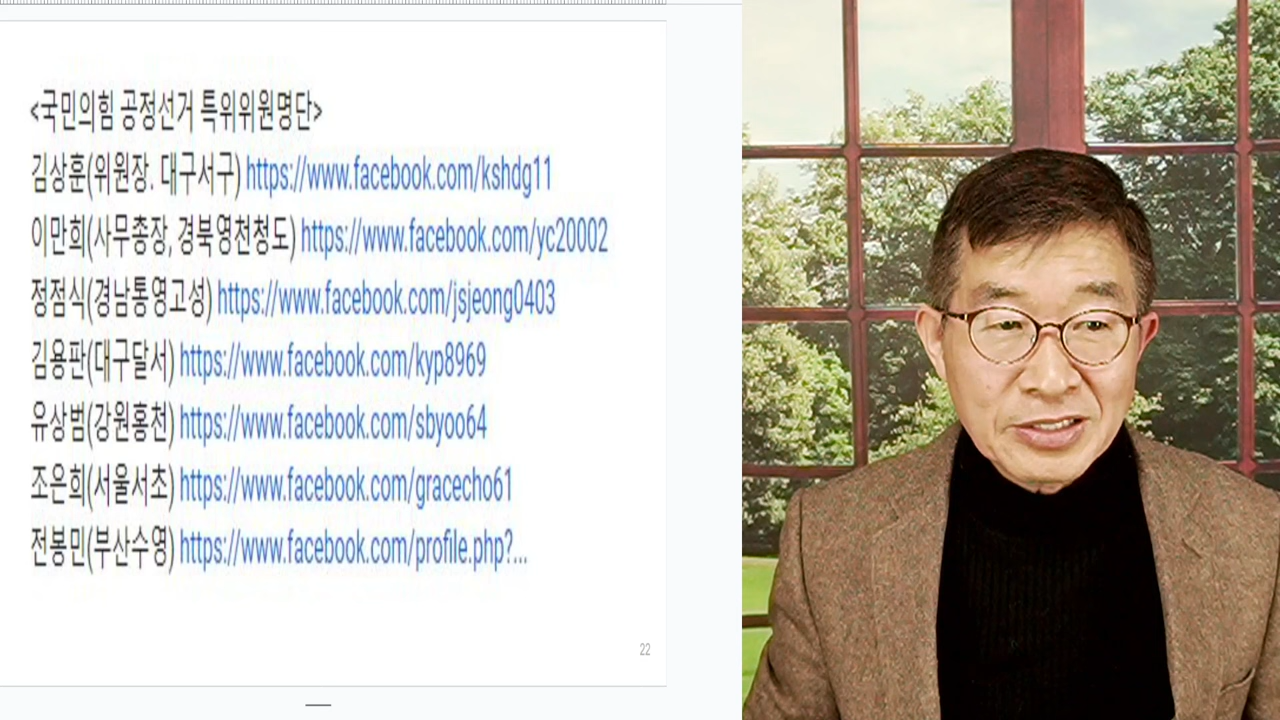 <국민의힘 공정선거 특위위원명단>
김상훈(위원장. 대구서구) https://www.facebook.com/kshdg11
이만희(사무총장, 경북영천청도) https://www.facebook.com/yc20002
정점식(경남통영고성) https://www.facebook.com/jsjeong0403
김용판(대구달서) https://www.facebook.com/kyp8969
유상범(강원홍천) https://www.facebook.com/sbyoo64
조은희(서울서초) https://www.facebook.com/gracecho61
전봉민(부산수영) https://www.facebook.com/profile.php?...
22